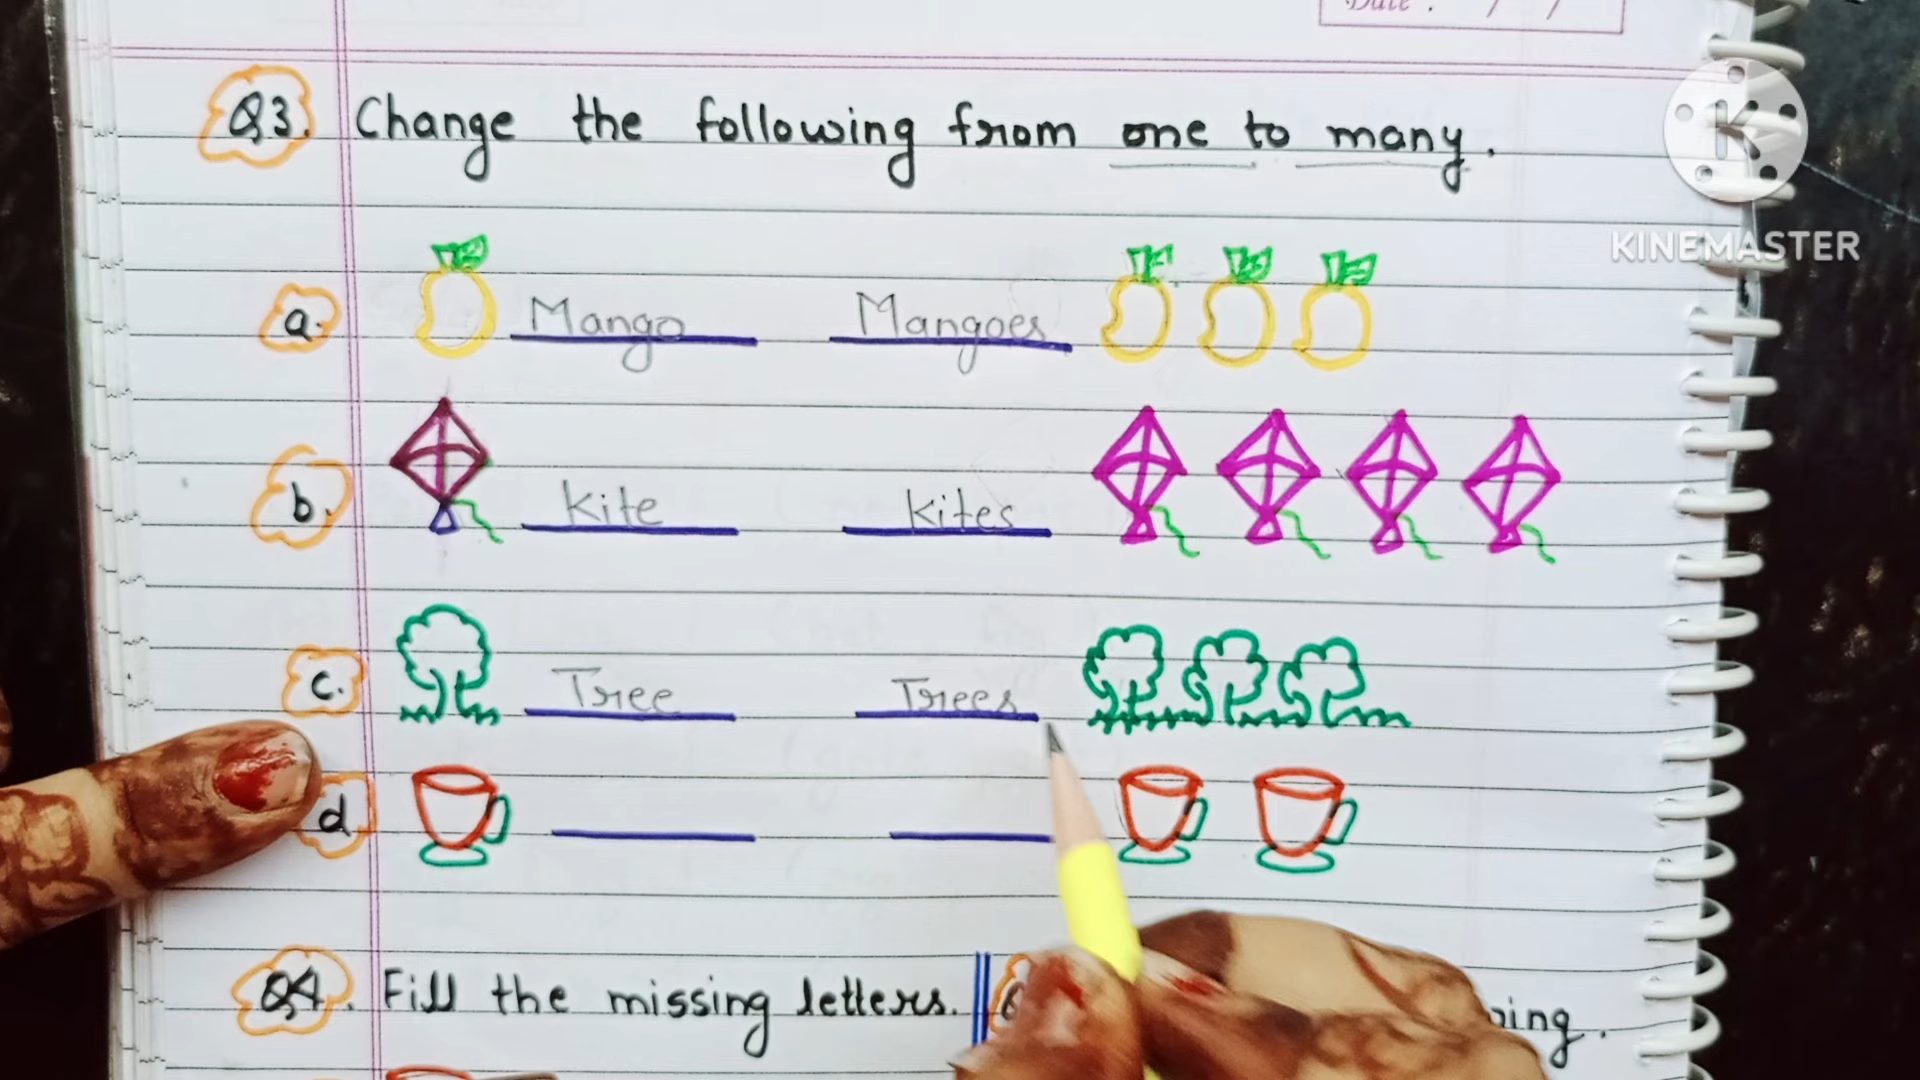 Date : / /
Q3. Change the following from one to many.
KINEMASTER
a. Mango Mangoes
b. Kite Kites
c. Tree Trees
d
Q4. Fill the missing letters.